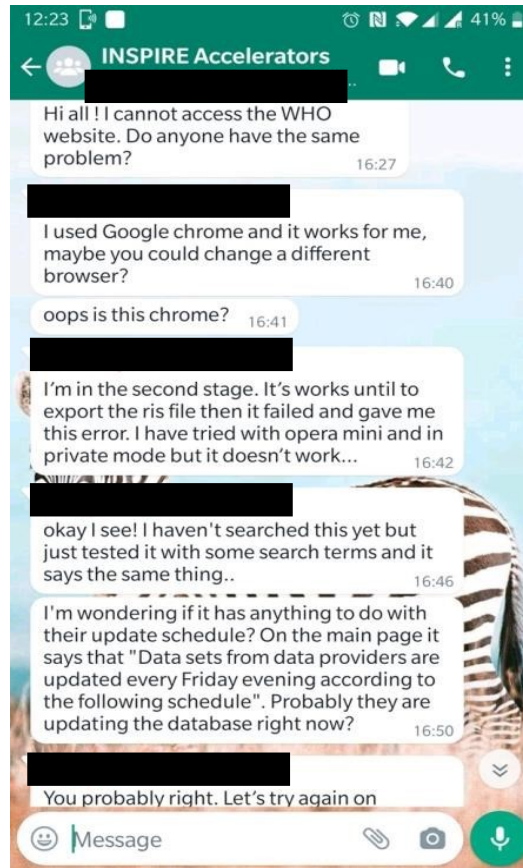 12:23
41%
INSPIRE Accelerators
..
Hi all ! I cannot access the WHO
website. Do anyone have the same
problem?
16:27
I used Google chrome and it works for me,
maybe you could change a different
browser?
16:40
oops is this chrome?
16:41
I’m in the second stage. It’s works until to
export the ris file then it failed and gave me
this error. I have tried with opera mini and in
private mode but it doesn’t work...
16:42
okay I see! I haven't searched this yet but
just tested it with some search terms and it
says the same thing..
16:46
I'm wondering if it has anything to do with
their update schedule? On the main page it
says that "Data sets from data providers are
updated every Friday evening according to
the following schedule". Probably they are
updating the database right now?
16:50
You probably right. Let’s try again on
Message